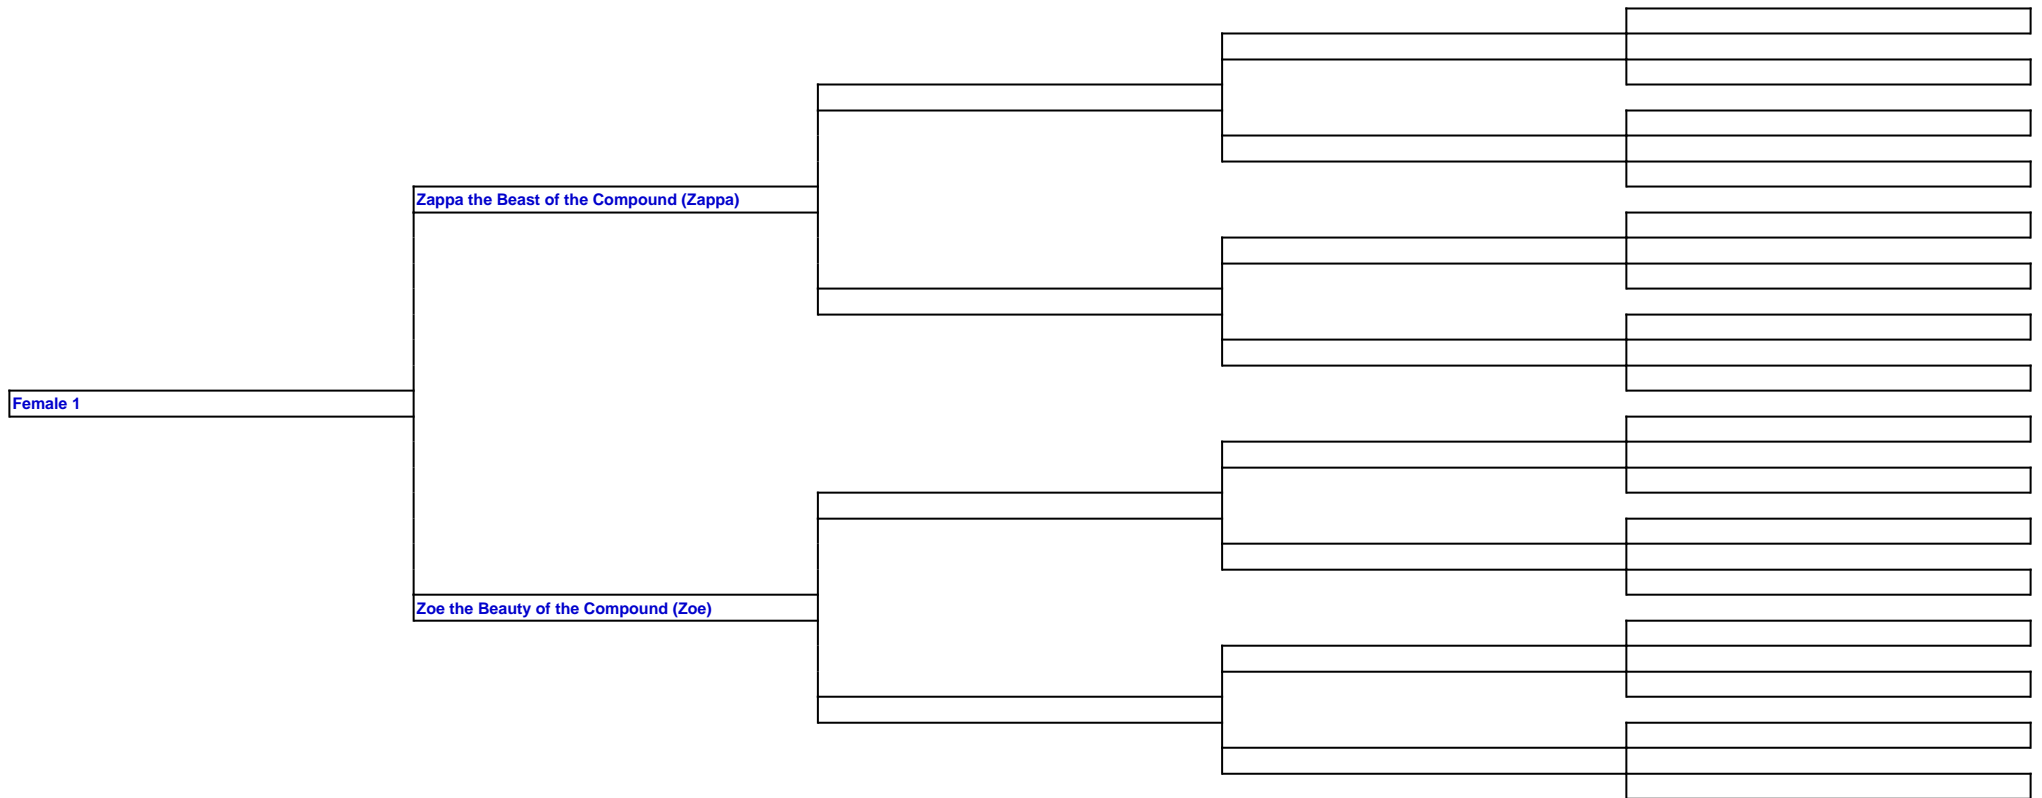 Zappa the Beast of the Compound (Zappa)
Female 1
Zoe the Beauty of the Compound (Zoe)